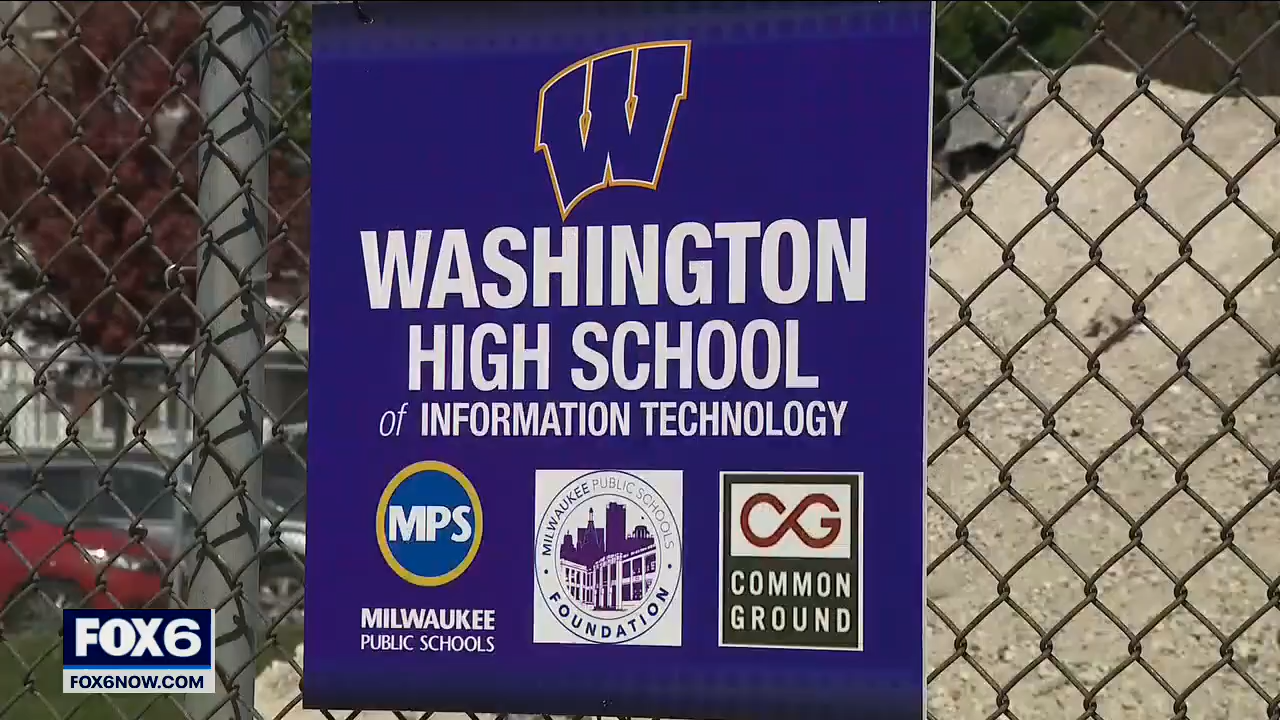 W
WASHINGTON
HIGH SCHOOL
of INFORMATION TECHNOLOGY
MPS
MILWAUKEE
PUBLIC SCHOOLS
MILWAUKEE PUBLIC SCHOOLS
FOUNDATION
CG
COMMON
GROUND
FOX6
FOX6NOW.COM